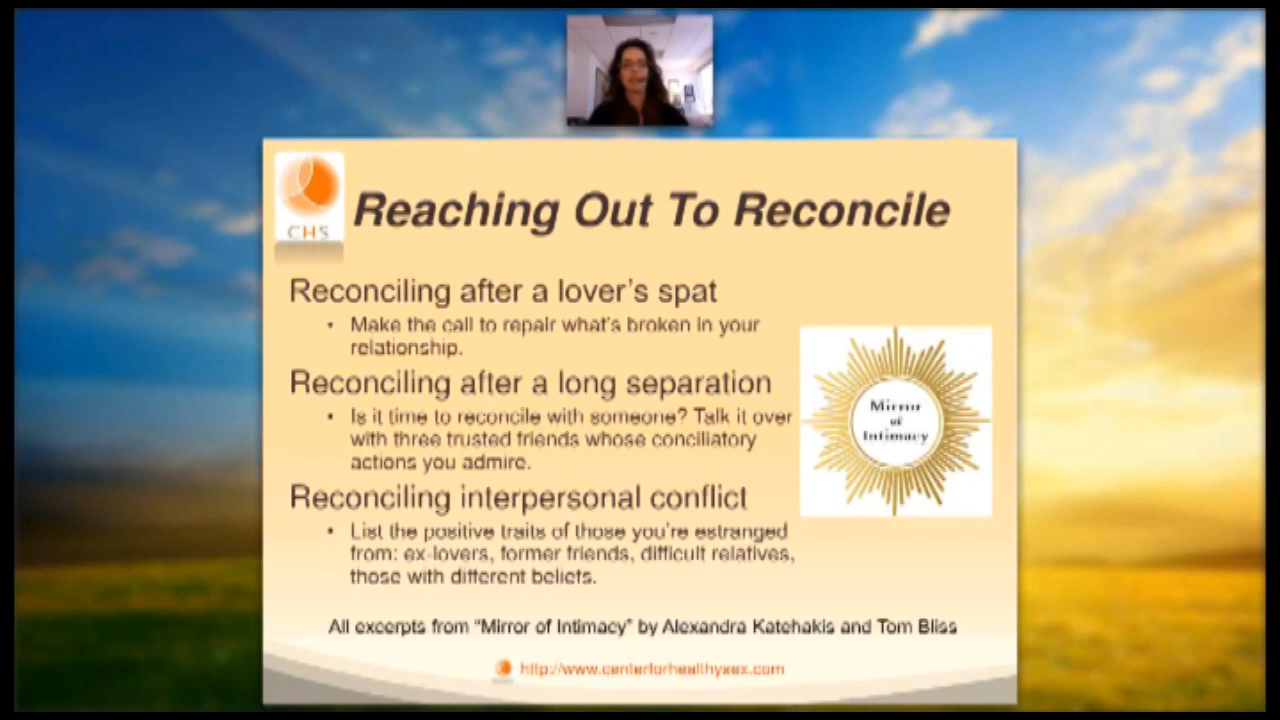 CHS
Reaching Out To Reconcile
Reconciling after a lover's spat
• Make the call to repair what's broken in your
relationship.
Reconciling after a long separation
• Is it time to reconcile with someone? Talk it over
with three trusted friends whose conciliatory
actions you admire.
Mirror
of
Intimacy
Reconciling interpersonal conflict
• List the positive traits of those you're estranged
from: ex-lovers, former friends, difficult relatives,
those with different beliefs.
All excerpts from "Mirror of Intimacy" by Alexandra Katehakis and Tom Bliss
http://www.centerforhealthysex.com